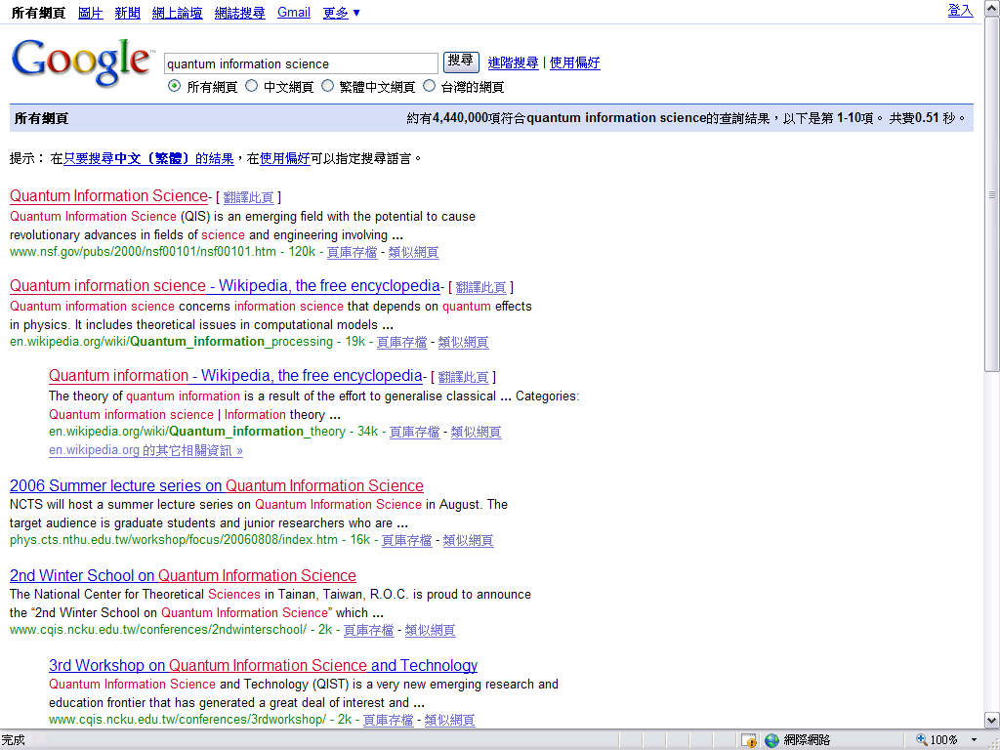 所有網頁 圖片 新聞 網上論壇 網誌搜尋 Gmail 更多 ▼ 登入
Google™ quantum information science 搜尋 進階搜尋 | 使用偏好
所有網頁 中文網頁 繁體中文網頁 台灣的網頁
所有網頁 約有4,440,000項符合quantum information science的查詢結果，以下是第 1-10項。 共費0.51 秒。
提示： 在只要搜尋中文〔繁體〕的結果，在使用偏好可以指定搜尋語言。
Quantum Information Science- [ 翻譯此頁 ]
Quantum Information Science (QIS) is an emerging field with the potential to cause
revolutionary advances in fields of science and engineering involving ...
www.nsf.gov/pubs/2000/nsf00101/nsf00101.htm - 120k - 頁庫存檔 - 類似網頁
Quantum information science - Wikipedia, the free encyclopedia- [ 翻譯此頁 ]
Quantum information science concerns information science that depends on quantum effects
in physics. It includes theoretical issues in computational models ...
en.wikipedia.org/wiki/Quantum_information_processing - 19k - 頁庫存檔 - 類似網頁
Quantum information - Wikipedia, the free encyclopedia- [ 翻譯此頁 ]
The theory of quantum information is a result of the effort to generalise classical ... Categories:
Quantum information science | Information theory ...
en.wikipedia.org/wiki/Quantum_information_theory - 34k - 頁庫存檔 - 類似網頁
en.wikipedia.org 的其它相關資訊 »
2006 Summer lecture series on Quantum Information Science
NCTS will host a summer lecture series on Quantum Information Science in August. The
target audience is graduate students and junior researchers who are ...
phys.cts.nthu.edu.tw/workshop/focus/20060808/index.htm - 16k - 頁庫存檔 - 類似網頁
2nd Winter School on Quantum Information Science
The National Center for Theoretical Sciences in Tainan, Taiwan, R.O.C. is proud to announce
the “2nd Winter School on Quantum Information Science” which ...
www.cqis.ncku.edu.tw/conferences/2ndwinterschool/ - 2k - 頁庫存檔 - 類似網頁
3rd Workshop on Quantum Information Science and Technology
Quantum Information Science and Technology (QIST) is a very new emerging research and
education frontier that has generated a great deal of interest and ...
www.cqis.ncku.edu.tw/conferences/3rdworkshop/ - 2k - 頁庫存檔 - 類似網頁
完成 網際網路 100%